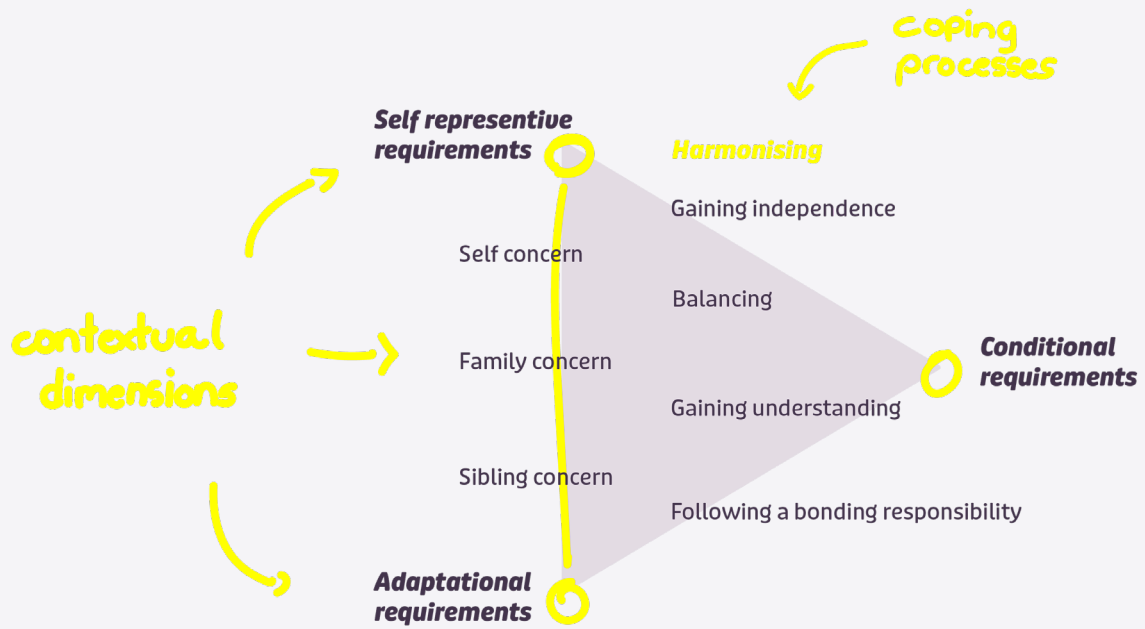 coping
processes
Self representive
requirements
Harmonising
Gaining independence
Self concern
Balancing
contextual
dimensions
Family concern
Conditional
requirements
Gaining understanding
Sibling concern
Following a bonding responsibility
Adaptational
requirements